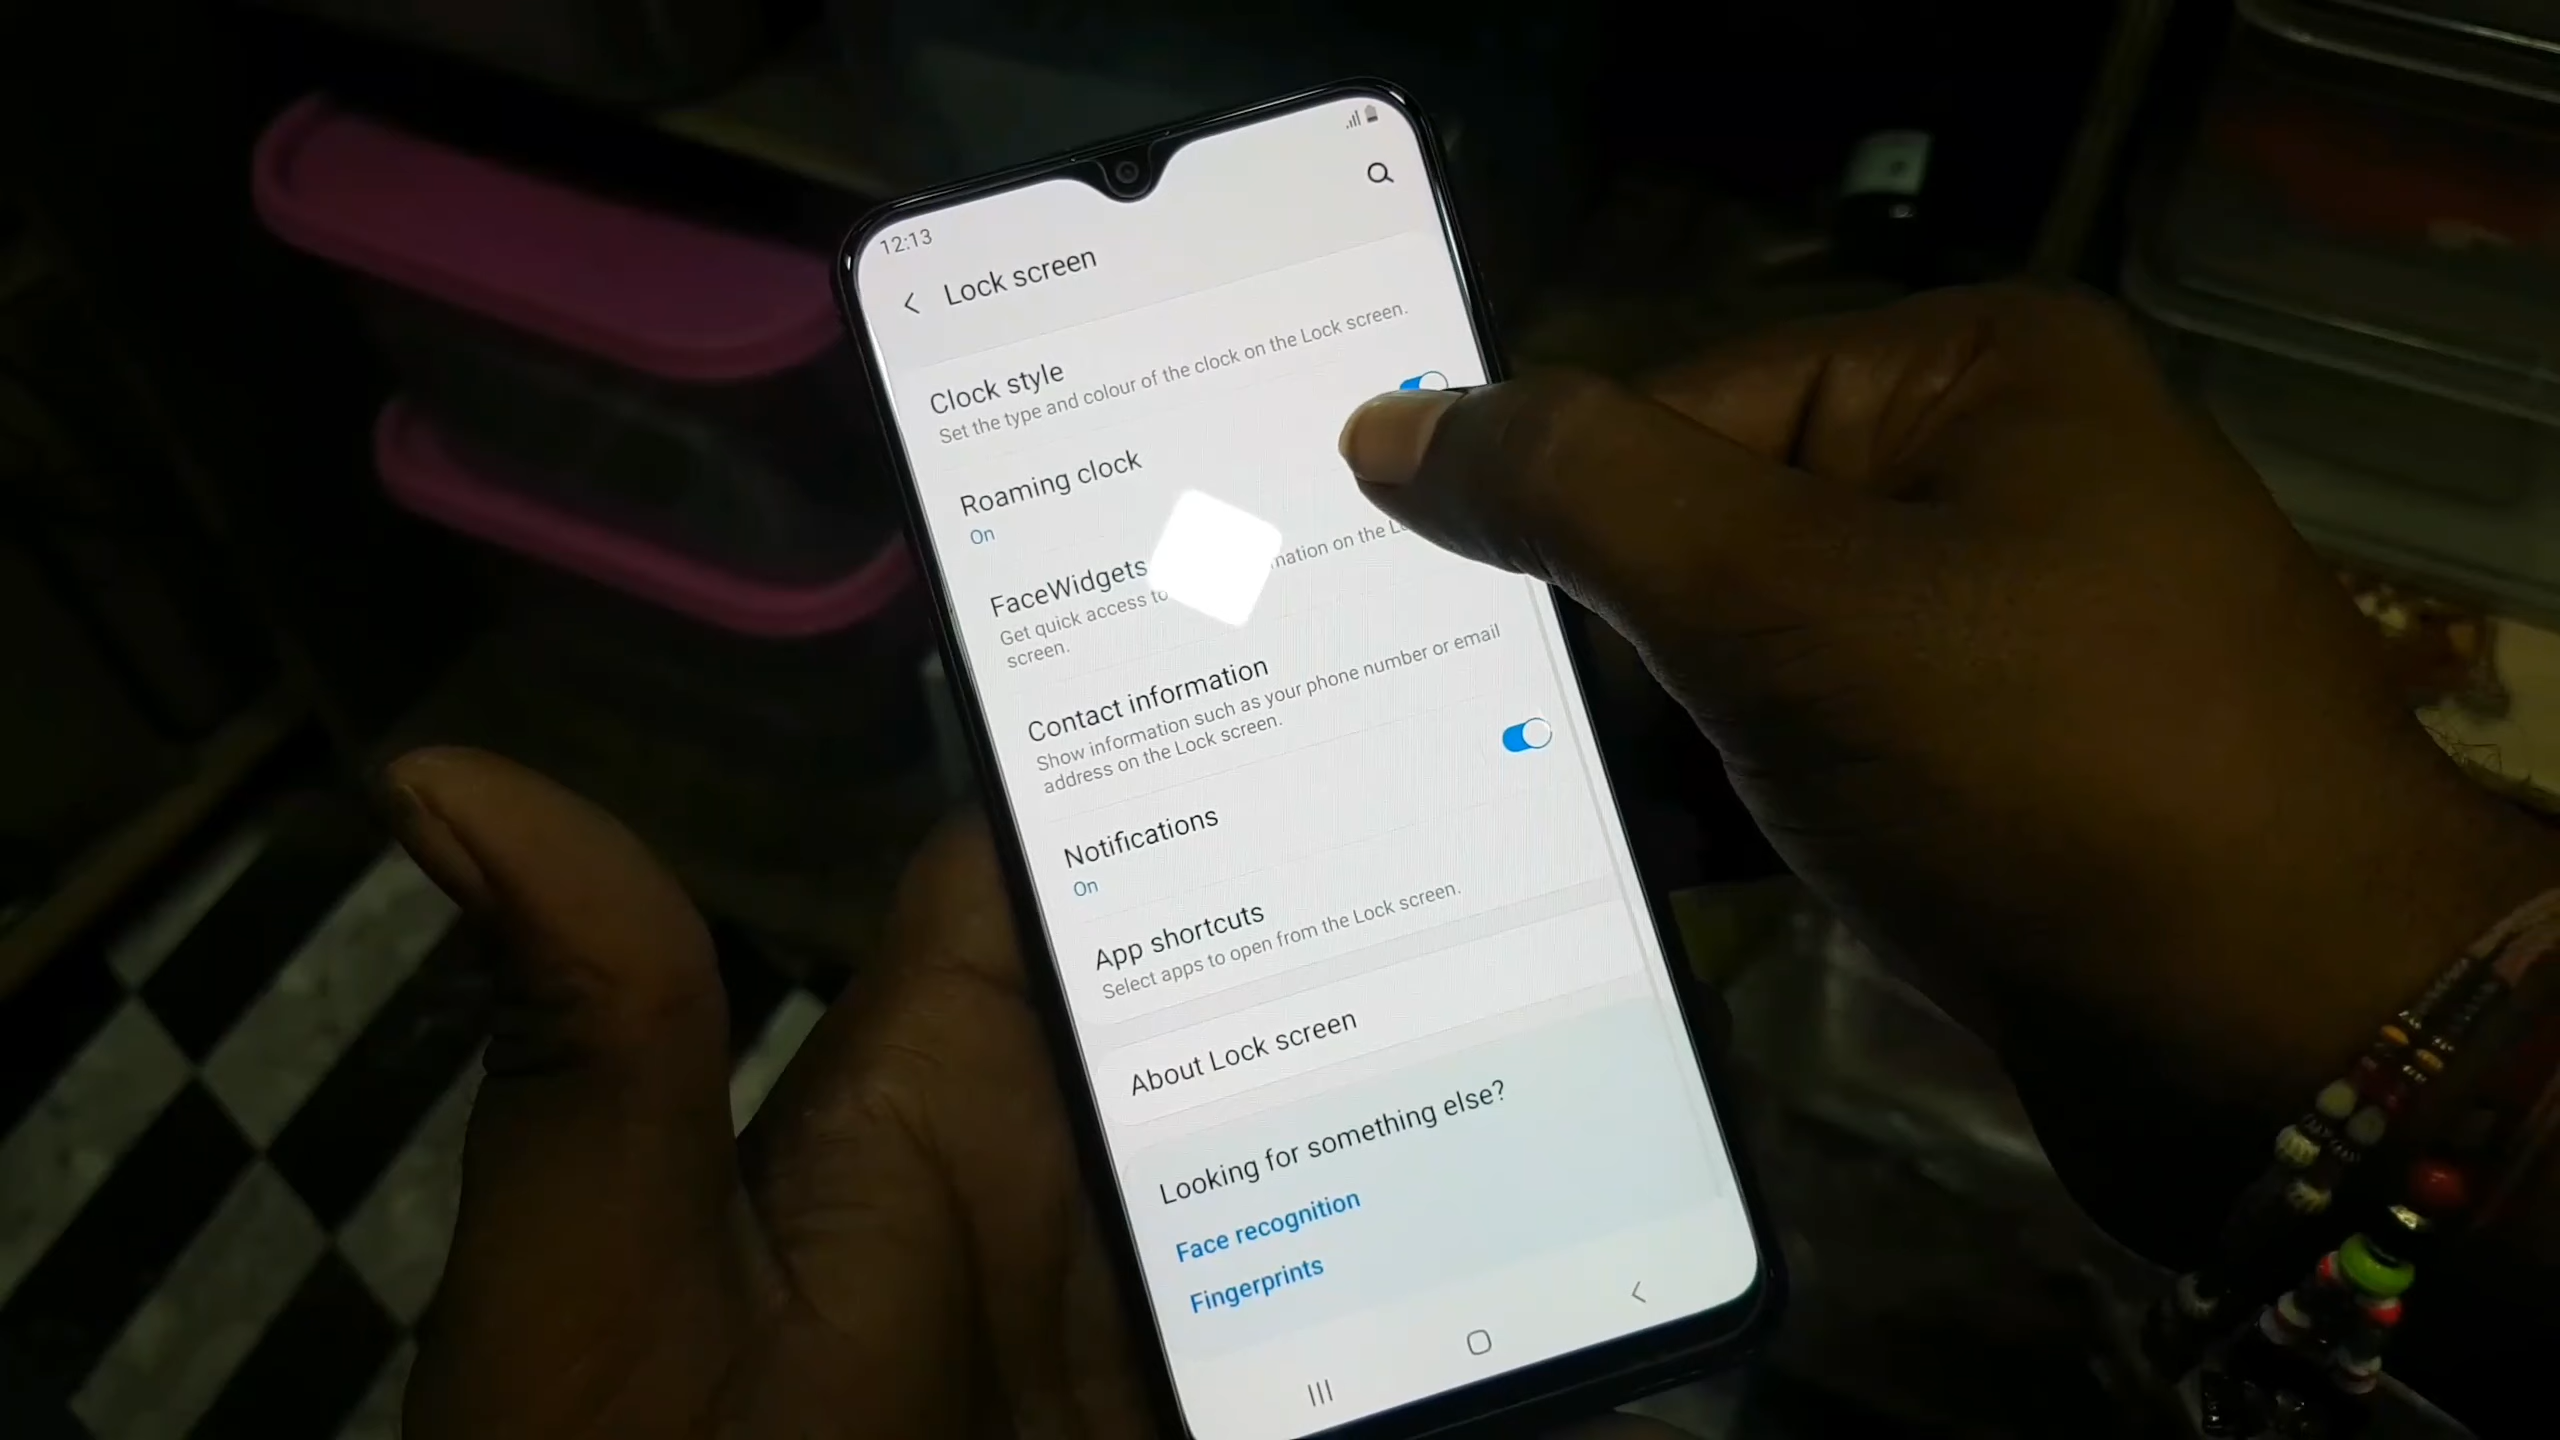 12:13
Lock screen
Clock style
Set the type and colour of the clock on the Lock screen.
Roaming clock
On
FaceWidgets
Get quick access to on the
screen.
Contact information
Show information such as your phone number or email
address on the Lock screen.
Notifications
On
App shortcuts
Select apps to open from the Lock screen.
About Lock screen
Looking for something else?
Face recognition
Fingerprints